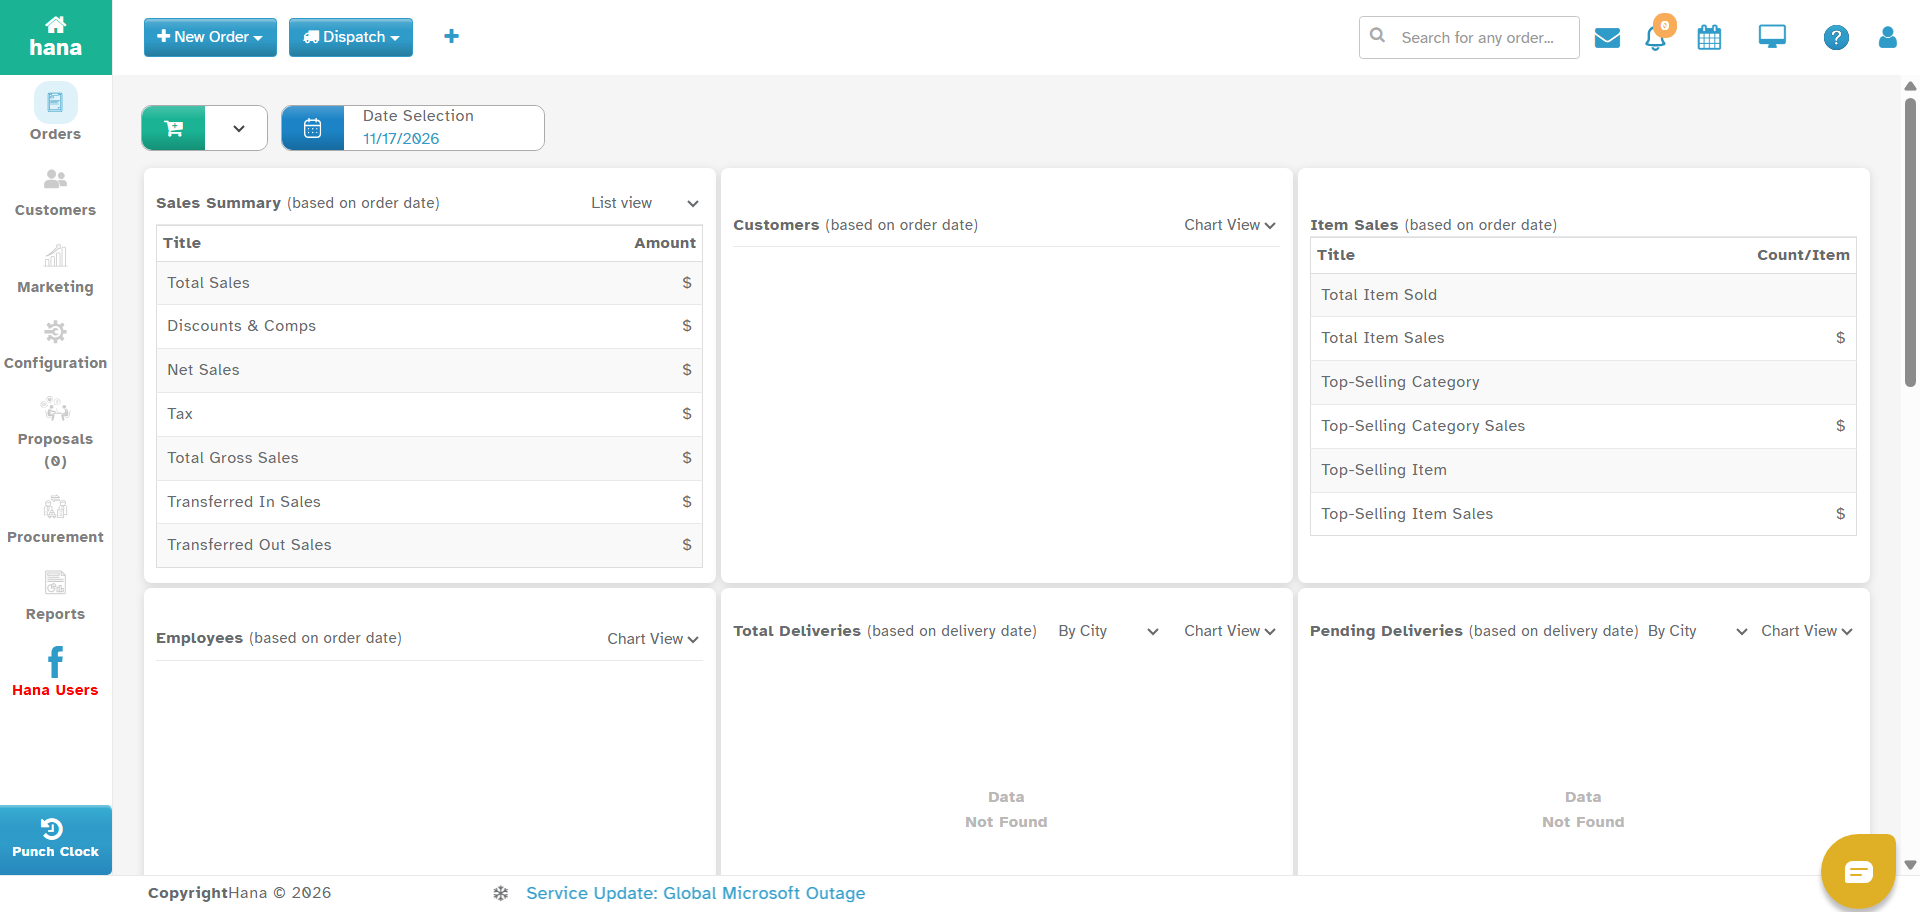 hana
New Order
Dispatch
Search for any order...
0
Orders
Customers
Marketing
Configuration
Proposals
(0)
Procurement
Reports
Hana Users
Punch Clock
Date Selection
11/17/2026
Sales Summary (based on order date)
List view
Title Amount
Total Sales $
Discounts & Comps $
Net Sales $
Tax $
Total Gross Sales $
Transferred In Sales $
Transferred Out Sales $
Customers (based on order date)
Chart View
Item Sales (based on order date)
Title Count/Item
Total Item Sold
Total Item Sales $
Top-Selling Category
Top-Selling Category Sales $
Top-Selling Item
Top-Selling Item Sales $
Employees (based on order date)
Chart View
Total Deliveries (based on delivery date) By City Chart View
Data
Not Found
Pending Deliveries (based on delivery date) By City Chart View
Data
Not Found
CopyrightHana © 2026
Service Update: Global Microsoft Outage